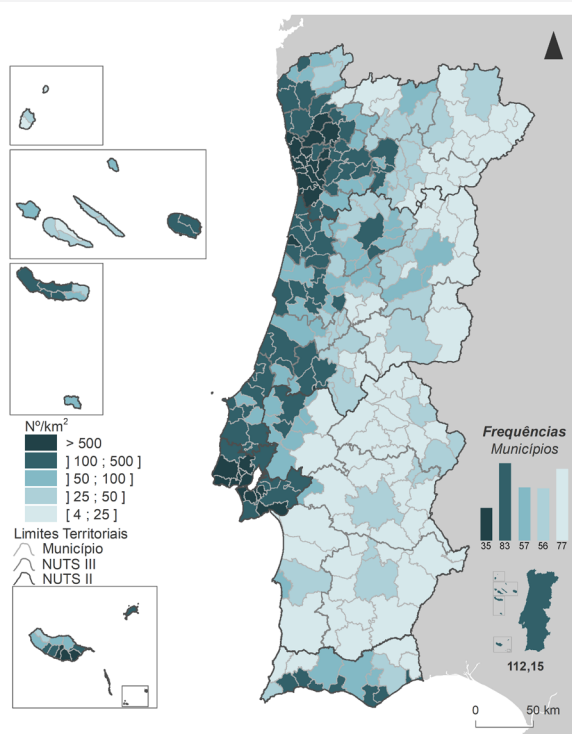 Nº/km²
> 500
] 100 ; 500 ]
] 50 ; 100 ]
] 25 ; 50 ]
[ 4 ; 25 ]
Limites Territoriais
Município
NUTS III
NUTS II
Frequências
Municípios
35 83 57 56 77
112,15
0 50 km